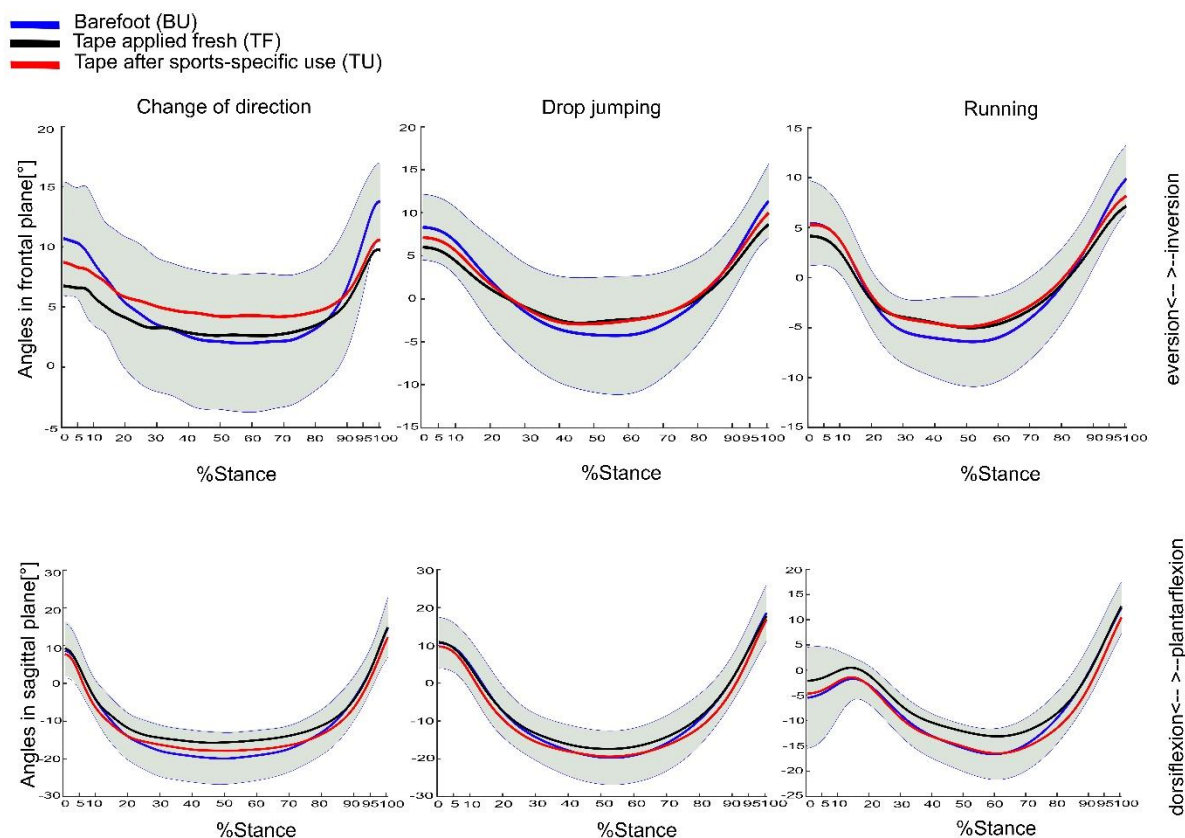 Barefoot (BU)
Tape applied fresh (TF)
Tape after sports-specific use (TU)
Change of direction
Drop jumping
Running
Angles in frontal plane[°]
20
15
10
5
0
-5
0 5 10 20 30 40 50 60 70 80 90 95 100
%Stance
20
15
10
5
0
-5
-10
-15
0 5 10 20 30 40 50 60 70 80 90 95 100
%Stance
15
10
5
0
-5
-10
-15
0 5 10 20 30 40 50 60 70 80 90 95 100
%Stance
eversion<-- >--inversion
Angles in sagittal plane[°]
30
20
10
0
-10
-20
-30
0 5 10 20 30 40 50 60 70 80 90 95 100
%Stance
30
20
10
0
-10
-20
-30
0 5 10 20 30 40 50 60 70 80 90 95 100
%Stance
20
15
10
5
0
-5
-10
-15
-20
-25
0 5 10 20 30 40 50 60 70 80 90 95 100
%Stance
dorsiflexion<-- >--plantarflexion